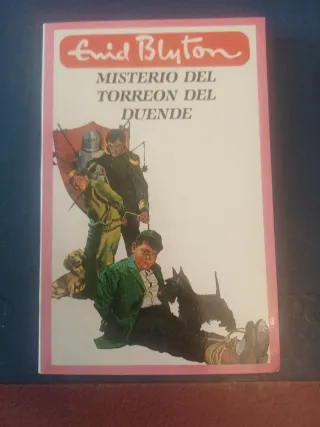 Enid Blyton
MISTERIO DEL
TORREON DEL
DUENDE